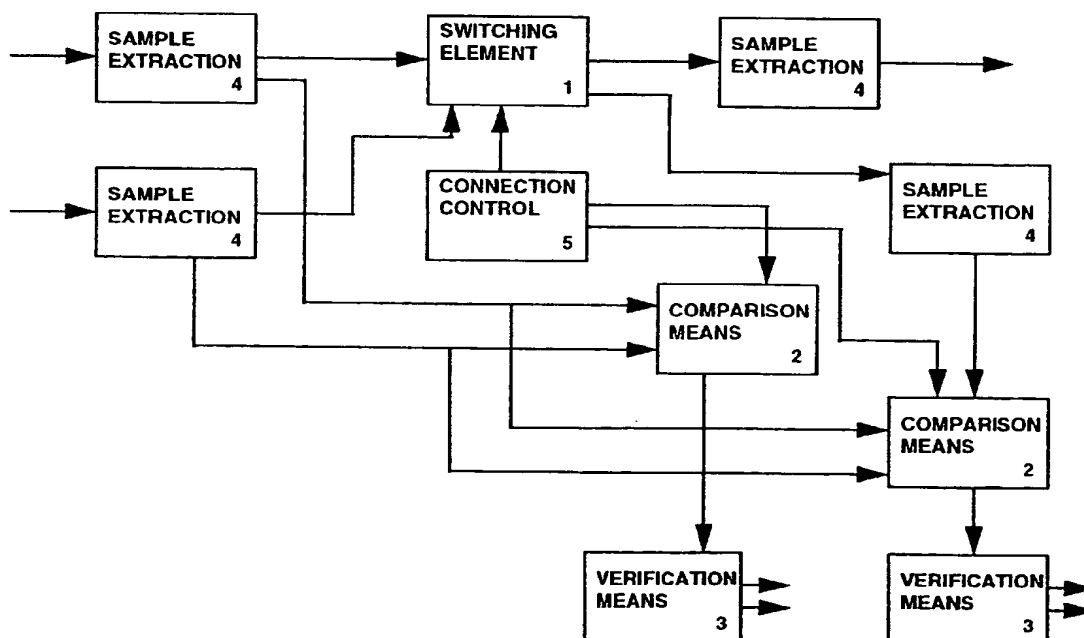 SAMPLE
EXTRACTION
4
SWITCHING
ELEMENT
1
SAMPLE
EXTRACTION
4
SAMPLE
EXTRACTION
4
CONNECTION
CONTROL
5
SAMPLE
EXTRACTION
4
COMPARISON
MEANS
2
COMPARISON
MEANS
2
VERIFICATION
MEANS
3
VERIFICATION
MEANS
3